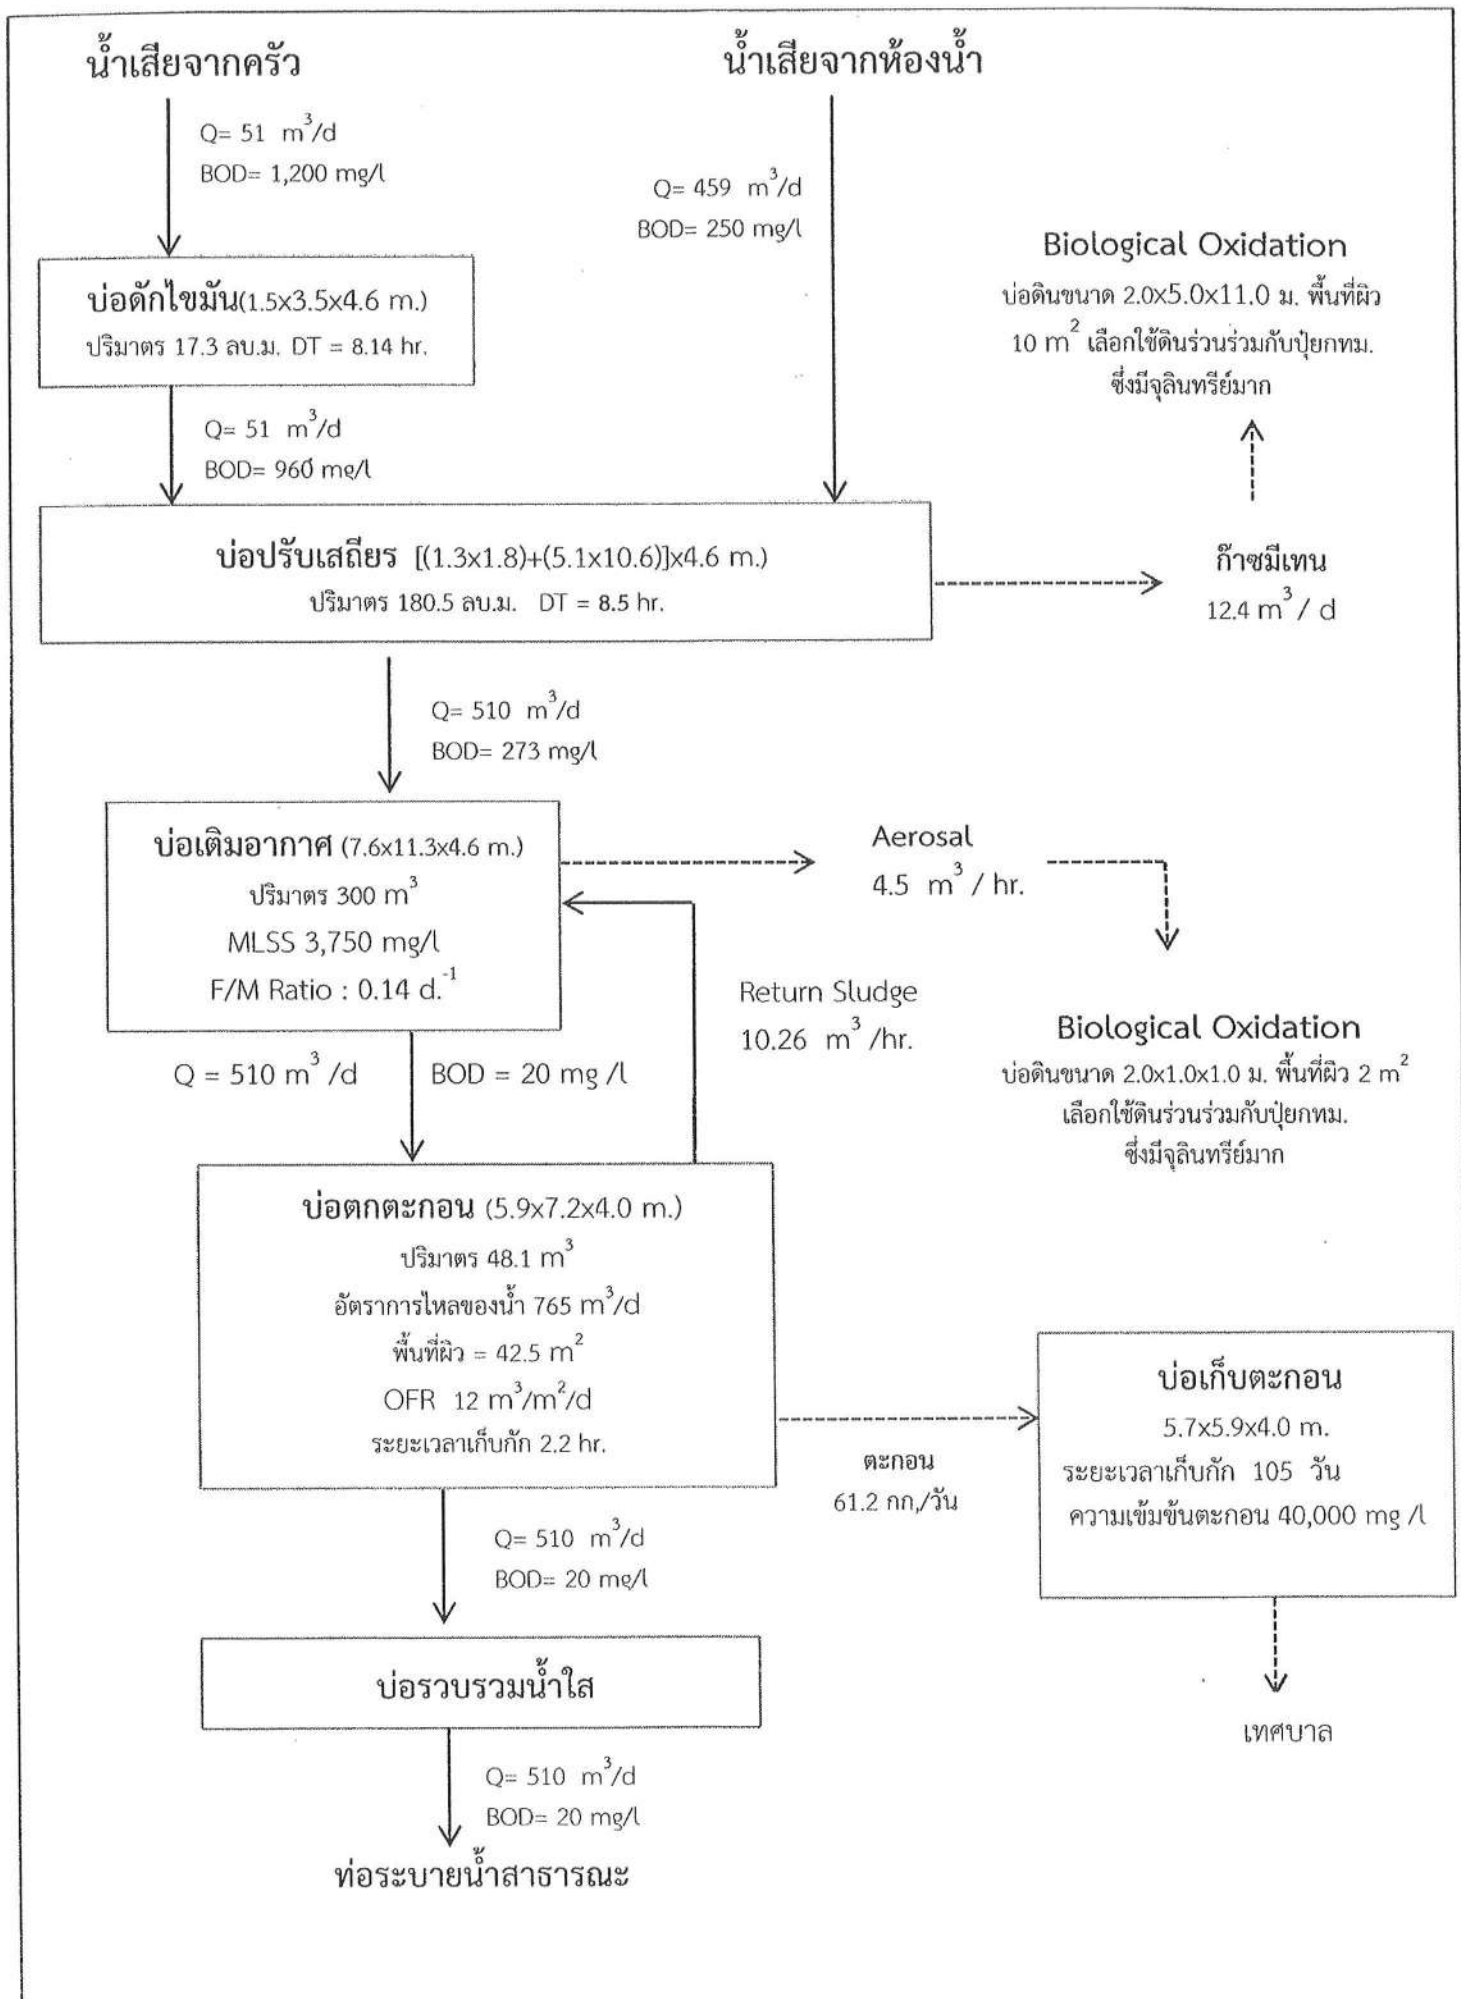 น้ำเสียจากครัว
น้ำเสียจากห้องน้ำ
Q= 51 m³/d
BOD= 1,200 mg/l
Q= 459 m³/d
BOD= 250 mg/l
บ่อดักไขมัน(1.5x3.5x4.6 m.)
ปริมาตร 17.3 ลบ.ม. DT = 8.14 hr.
Biological Oxidation
บ่อดินขนาด 2.0x5.0x11.0 ม. พื้นที่ผิว
10 m² เลือกใช้ดินร่วนร่วมกับปุ๋ยกทม.
ซึ่งมีจุลินทรีย์มาก
Q= 51 m³/d
BOD= 960 mg/l
บ่อปรับเสถียร [(1.3x1.8)+(5.1x10.6)]x4.6 m.)
ปริมาตร 180.5 ลบ.ม. DT = 8.5 hr.
ก๊าซมีเทน
12.4 m³ / d
Q= 510 m³/d
BOD= 273 mg/l
บ่อเติมอากาศ (7.6x11.3x4.6 m.)
ปริมาตร 300 m³
MLSS 3,750 mg/l
F/M Ratio : 0.14 d.⁻¹
Aerosal
4.5 m³ / hr.
Return Sludge
10.26 m³ /hr.
Biological Oxidation
บ่อดินขนาด 2.0x1.0x1.0 ม. พื้นที่ผิว 2 m²
เลือกใช้ดินร่วนร่วมกับปุ๋ยกทม.
ซึ่งมีจุลินทรีย์มาก
Q = 510 m³ /d
BOD = 20 mg /l
บ่อตกตะกอน (5.9x7.2x4.0 m.)
ปริมาตร 48.1 m³
อัตราการไหลของน้ำ 765 m³/d
พื้นที่ผิว = 42.5 m²
OFR 12 m³/m²/d
ระยะเวลาเก็บกัก 2.2 hr.
ตะกอน
61.2 กก,/วัน
บ่อเก็บตะกอน
5.7x5.9x4.0 m.
ระยะเวลาเก็บกัก 105 วัน
ความเข้มข้นตะกอน 40,000 mg /l
Q= 510 m³/d
BOD= 20 mg/l
บ่อรวบรวมน้ำใส
เทศบาล
Q= 510 m³/d
BOD= 20 mg/l
ท่อระบายน้ำสาธารณะ